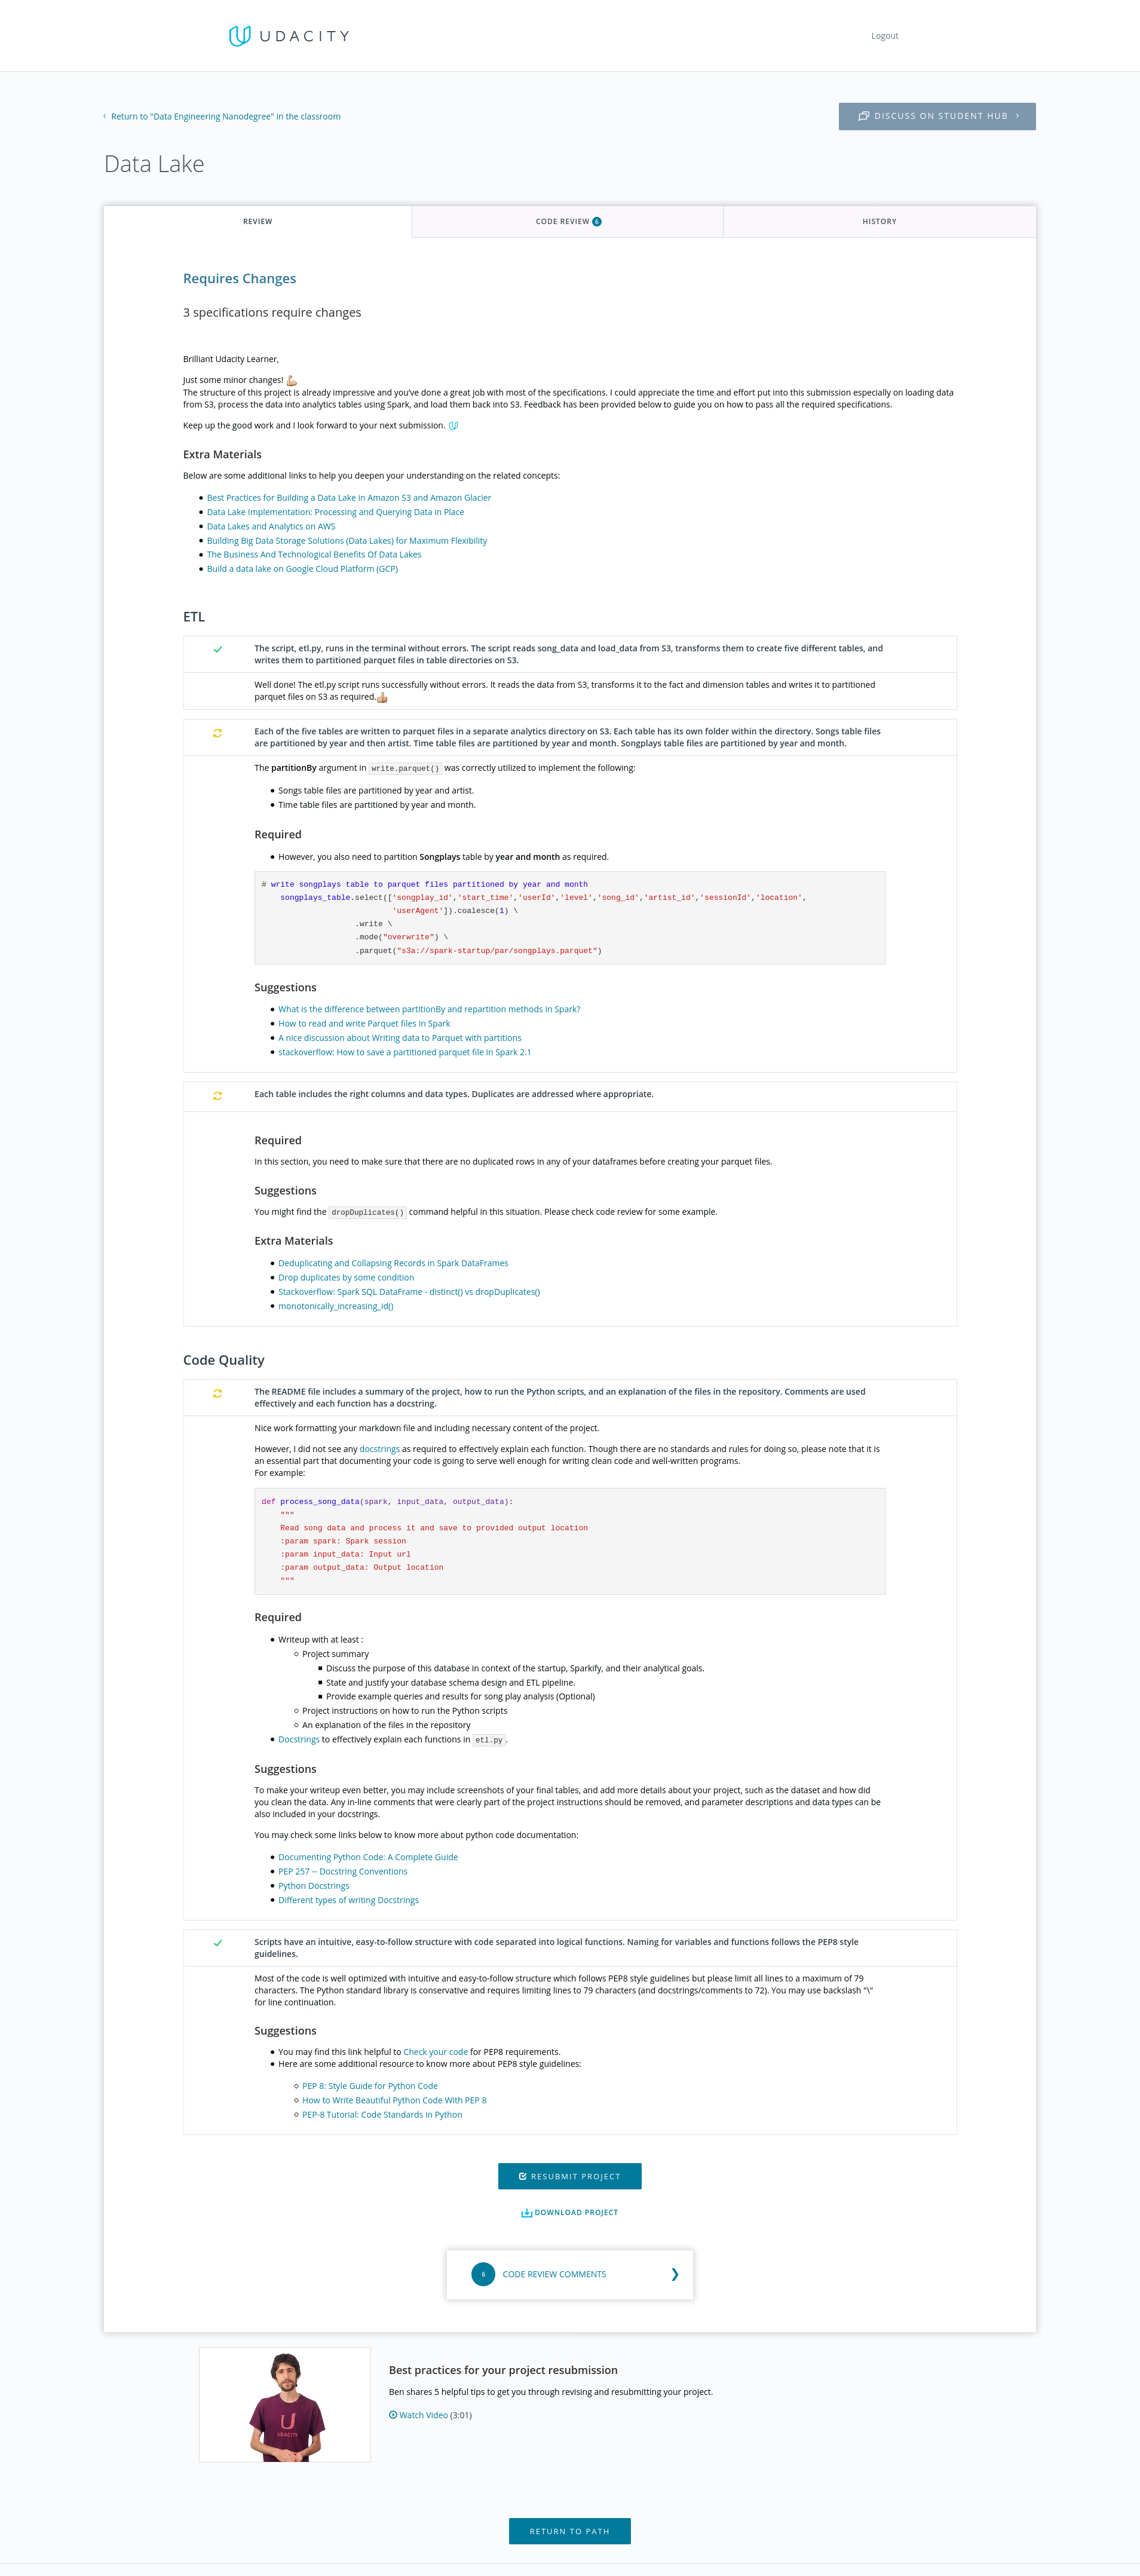 UDACITY
Logout
Return to "Data Engineering Nanodegree" in the classroom
DISCUSS ON STUDENT HUB
Data Lake
REVIEW
CODE REVIEW 6
HISTORY
Requires Changes
3 specifications require changes
Brilliant Udacity Learner,
Just some minor changes!
The structure of this project is already impressive and you've done a great job with most of the specifications. I could appreciate the time and effort put into this submission especially on loading data
from S3, process the data into analytics tables using Spark, and load them back into S3. Feedback has been provided below to guide you on how to pass all the required specifications.
Keep up the good work and I look forward to your next submission.
Extra Materials
Below are some additional links to help you deepen your understanding on the related concepts:
Best Practices for Building a Data Lake in Amazon S3 and Amazon Glacier
Data Lake Implementation: Processing and Querying Data in Place
Data Lakes and Analytics on AWS
Building Big Data Storage Solutions (Data Lakes) for Maximum Flexibility
The Business And Technological Benefits Of Data Lakes
Build a data lake on Google Cloud Platform (GCP)
ETL
The script, etl.py, runs in the terminal without errors. The script reads song_data and load_data from S3, transforms them to create five different tables, and
writes them to partitioned parquet files in table directories on S3.
Well done! The etl.py script runs successfully without errors. It reads the data from S3, transforms it to the fact and dimension tables and writes it to partitioned
parquet files on S3 as required.
Each of the five tables are written to parquet files in a separate analytics directory on S3. Each table has its own folder within the directory. Songs table files
are partitioned by year and then artist. Time table files are partitioned by year and month. Songplays table files are partitioned by year and month.
The partitionBy argument in write.parquet() was correctly utilized to implement the following:
Songs table files are partitioned by year and artist.
Time table files are partitioned by year and month.
Required
However, you also need to partition Songplays table by year and month as required.
# write songplays table to parquet files partitioned by year and month
songplays_table.select(['songplay_id','start_time','userId','level','song_id','artist_id','sessionId','location',
'userAgent']).coalesce(1) \
.write \
.mode("overwrite") \
.parquet("s3a://spark-startup/par/songplays.parquet")
Suggestions
What is the difference between partitionBy and repartition methods in Spark?
How to read and write Parquet files in Spark
A nice discussion about Writing data to Parquet with partitions
stackoverflow: How to save a partitioned parquet file in Spark 2.1
Each table includes the right columns and data types. Duplicates are addressed where appropriate.
Required
In this section, you need to make sure that there are no duplicated rows in any of your dataframes before creating your parquet files.
Suggestions
You might find the dropDuplicates() command helpful in this situation. Please check code review for some example.
Extra Materials
Deduplicating and Collapsing Records in Spark DataFrames
Drop duplicates by some condition
Stackoverflow: Spark SQL DataFrame - distinct() vs dropDuplicates()
monotonically_increasing_id()
Code Quality
The README file includes a summary of the project, how to run the Python scripts, and an explanation of the files in the repository. Comments are used
effectively and each function has a docstring.
Nice work formatting your markdown file and including necessary content of the project.
However, I did not see any docstrings as required to effectively explain each function. Though there are no standards and rules for doing so, please note that it is
an essential part that documenting your code is going to serve well enough for writing clean code and well-written programs.
For example:
def process_song_data(spark, input_data, output_data):
"""
Read song data and process it and save to provided output location
:param spark: Spark session
:param input_data: Input url
:param output_data: Output location
"""
Required
Writeup with at least :
Project summary
Discuss the purpose of this database in context of the startup, Sparkify, and their analytical goals.
State and justify your database schema design and ETL pipeline.
Provide example queries and results for song play analysis (Optional)
Project instructions on how to run the Python scripts
An explanation of the files in the repository
Docstrings to effectively explain each functions in etl.py.
Suggestions
To make your writeup even better, you may include screenshots of your final tables, and add more details about your project, such as the dataset and how did
you clean the data. Any in-line comments that were clearly part of the project instructions should be removed, and parameter descriptions and data types can be
also included in your docstrings.
You may check some links below to know more about python code documentation:
Documenting Python Code: A Complete Guide
PEP 257 -- Docstring Conventions
Python Docstrings
Different types of writing Docstrings
Scripts have an intuitive, easy-to-follow structure with code separated into logical functions. Naming for variables and functions follows the PEP8 style
guidelines.
Most of the code is well optimized with intuitive and easy-to-follow structure which follows PEP8 style guidelines but please limit all lines to a maximum of 79
characters. The Python standard library is conservative and requires limiting lines to 79 characters (and docstrings/comments to 72). You may use backslash "\"
for line continuation.
Suggestions
You may find this link helpful to Check your code for PEP8 requirements.
Here are some additional resource to know more about PEP8 style guidelines:
PEP 8: Style Guide for Python Code
How to Write Beautiful Python Code With PEP 8
PEP-8 Tutorial: Code Standards in Python
RESUBMIT PROJECT
DOWNLOAD PROJECT
6 CODE REVIEW COMMENTS
UDACITY
Best practices for your project resubmission
Ben shares 5 helpful tips to get you through revising and resubmitting your project.
Watch Video (3:01)
RETURN TO PATH